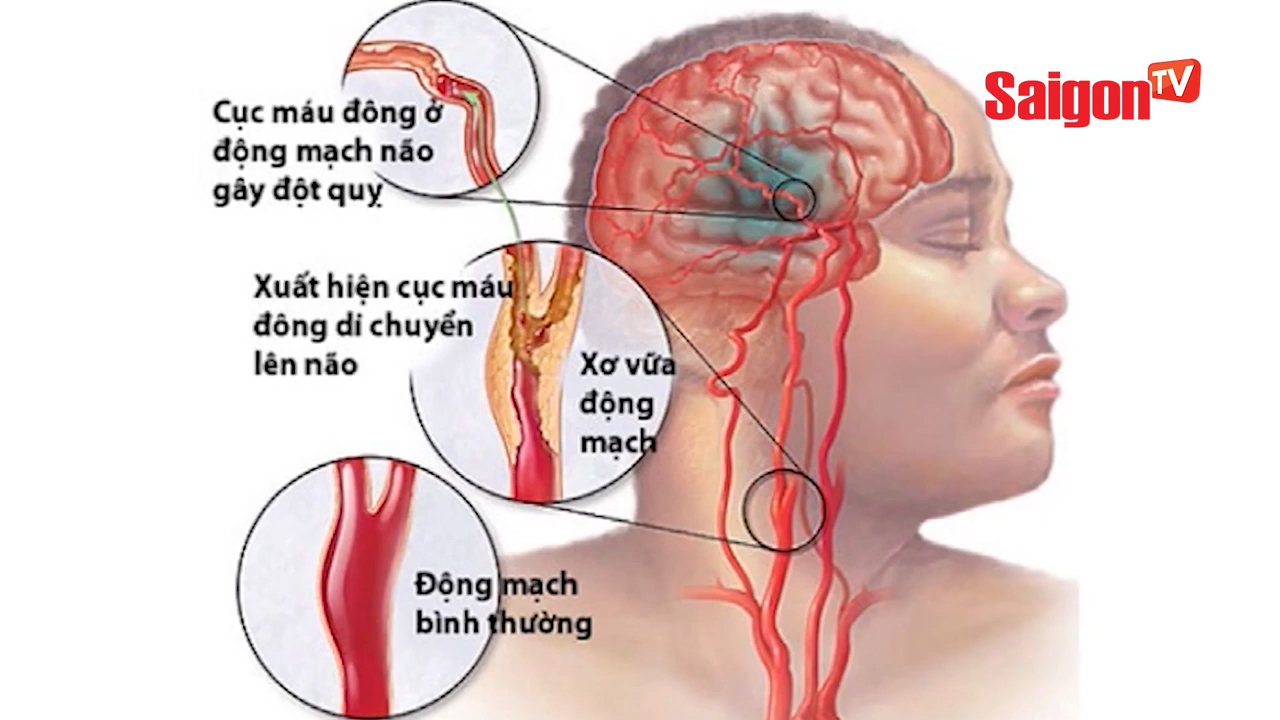 Saigon TV
Cục máu đông ở
động mạch não
gây đột quỵ
Xuất hiện cục máu
đông di chuyển
lên não
Xơ vữa
động
mạch
Động mạch
bình thường